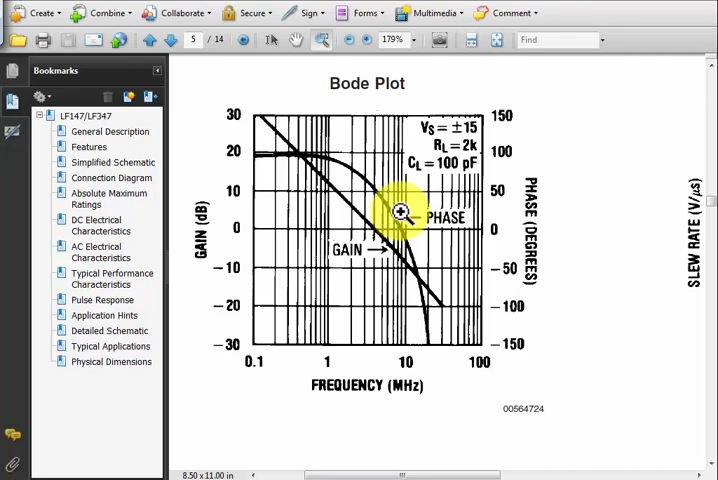 Create Combine Collaborate Secure Sign Forms Multimedia Comment
5 / 14 179% Find
Bookmarks
LF147/LF347
General Description
Features
Simplified Schematic
Connection Diagram
Absolute Maximum
Ratings
DC Electrical
Characteristics
AC Electrical
Characteristics
Typical Performance
Characteristics
Pulse Response
Application Hints
Detailed Schematic
Typical Applications
Physical Dimensions
Bode Plot
30 150
VS = ±15
RL = 2k
CL = 100 pF
20 100
10 50
PHASE
0 0
GAIN
−10 −50
−20 −100
−30 −150
GAIN (dB)
PHASE (DEGREES)
0.1 1 10 100
FREQUENCY (MHz)
00564724
SLEW RATE (V/μs)
8.50 x 11.00 in